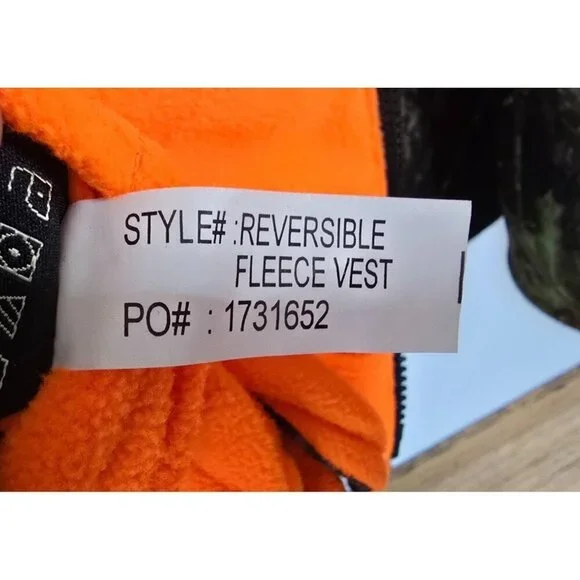 STYLE# :REVERSIBLE
FLEECE VEST
PO# : 1731652